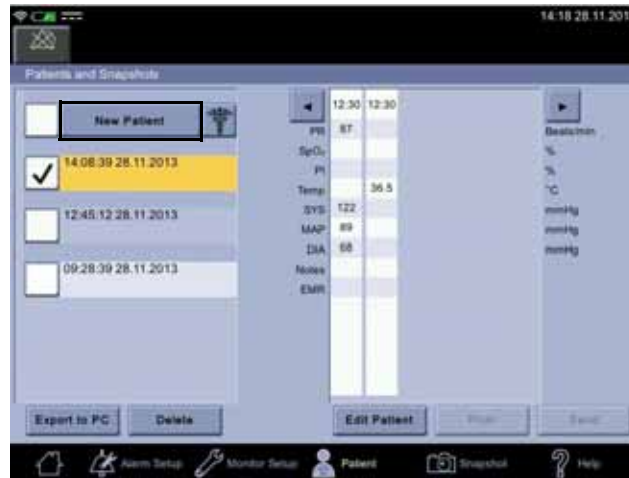 14:18 28.11.201
Patients and Snapshots
New Patient
14:08:39 28.11.2013
12:45:12 28.11.2013
09:28:39 28.11.2013
12:30 12:30
PR 87 Beats/min
SpO₂ %
PI %
Temp 36.5 °C
SYS 122 mmHg
MAP 89 mmHg
DIA 68 mmHg
Notes
EMR
Export to PC Delete Edit Patient Print Send
Alarm Setup Monitor Setup Patient Snapshot Help